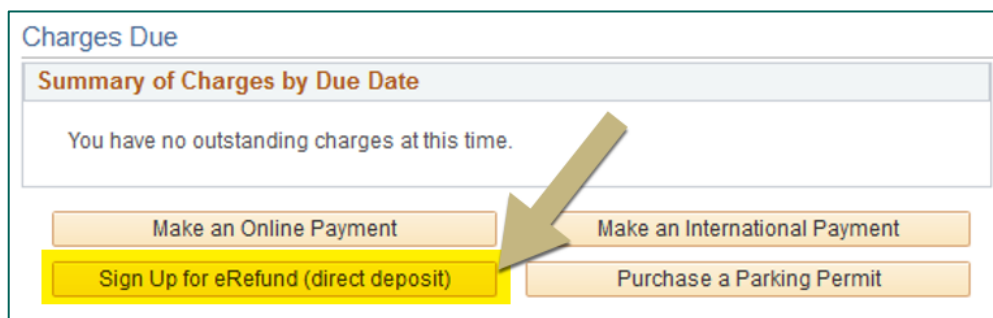 Charges Due
Summary of Charges by Due Date
You have no outstanding charges at this time.
Make an Online Payment
Make an International Payment
Sign Up for eRefund (direct deposit)
Purchase a Parking Permit